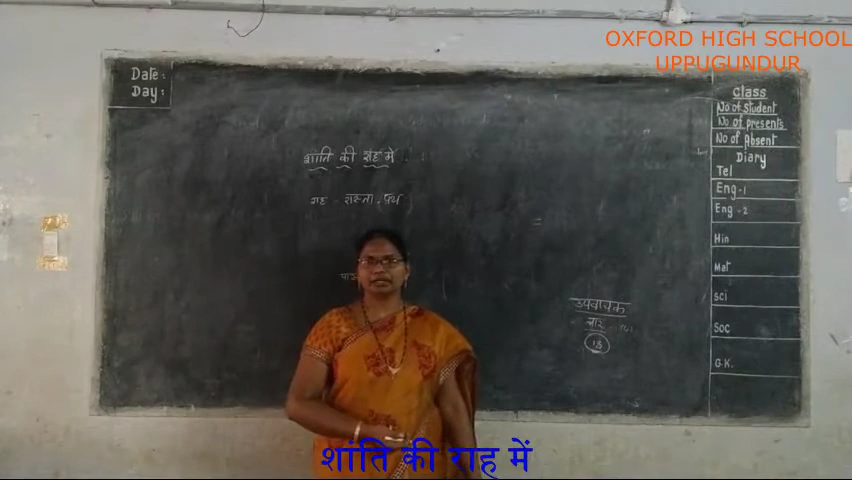 OXFORD HIGH SCHOOL
UPPUGUNDUR
Date:
Day:
Class
No of Student
No of presents
No of Absent
Diary
Tel
Eng-1
Eng-2
Hin
Mat
Sci
Soc
G.K.
शांति की राह में
राह - रास्ता, पथ
उपवाचक
शांति की राह में